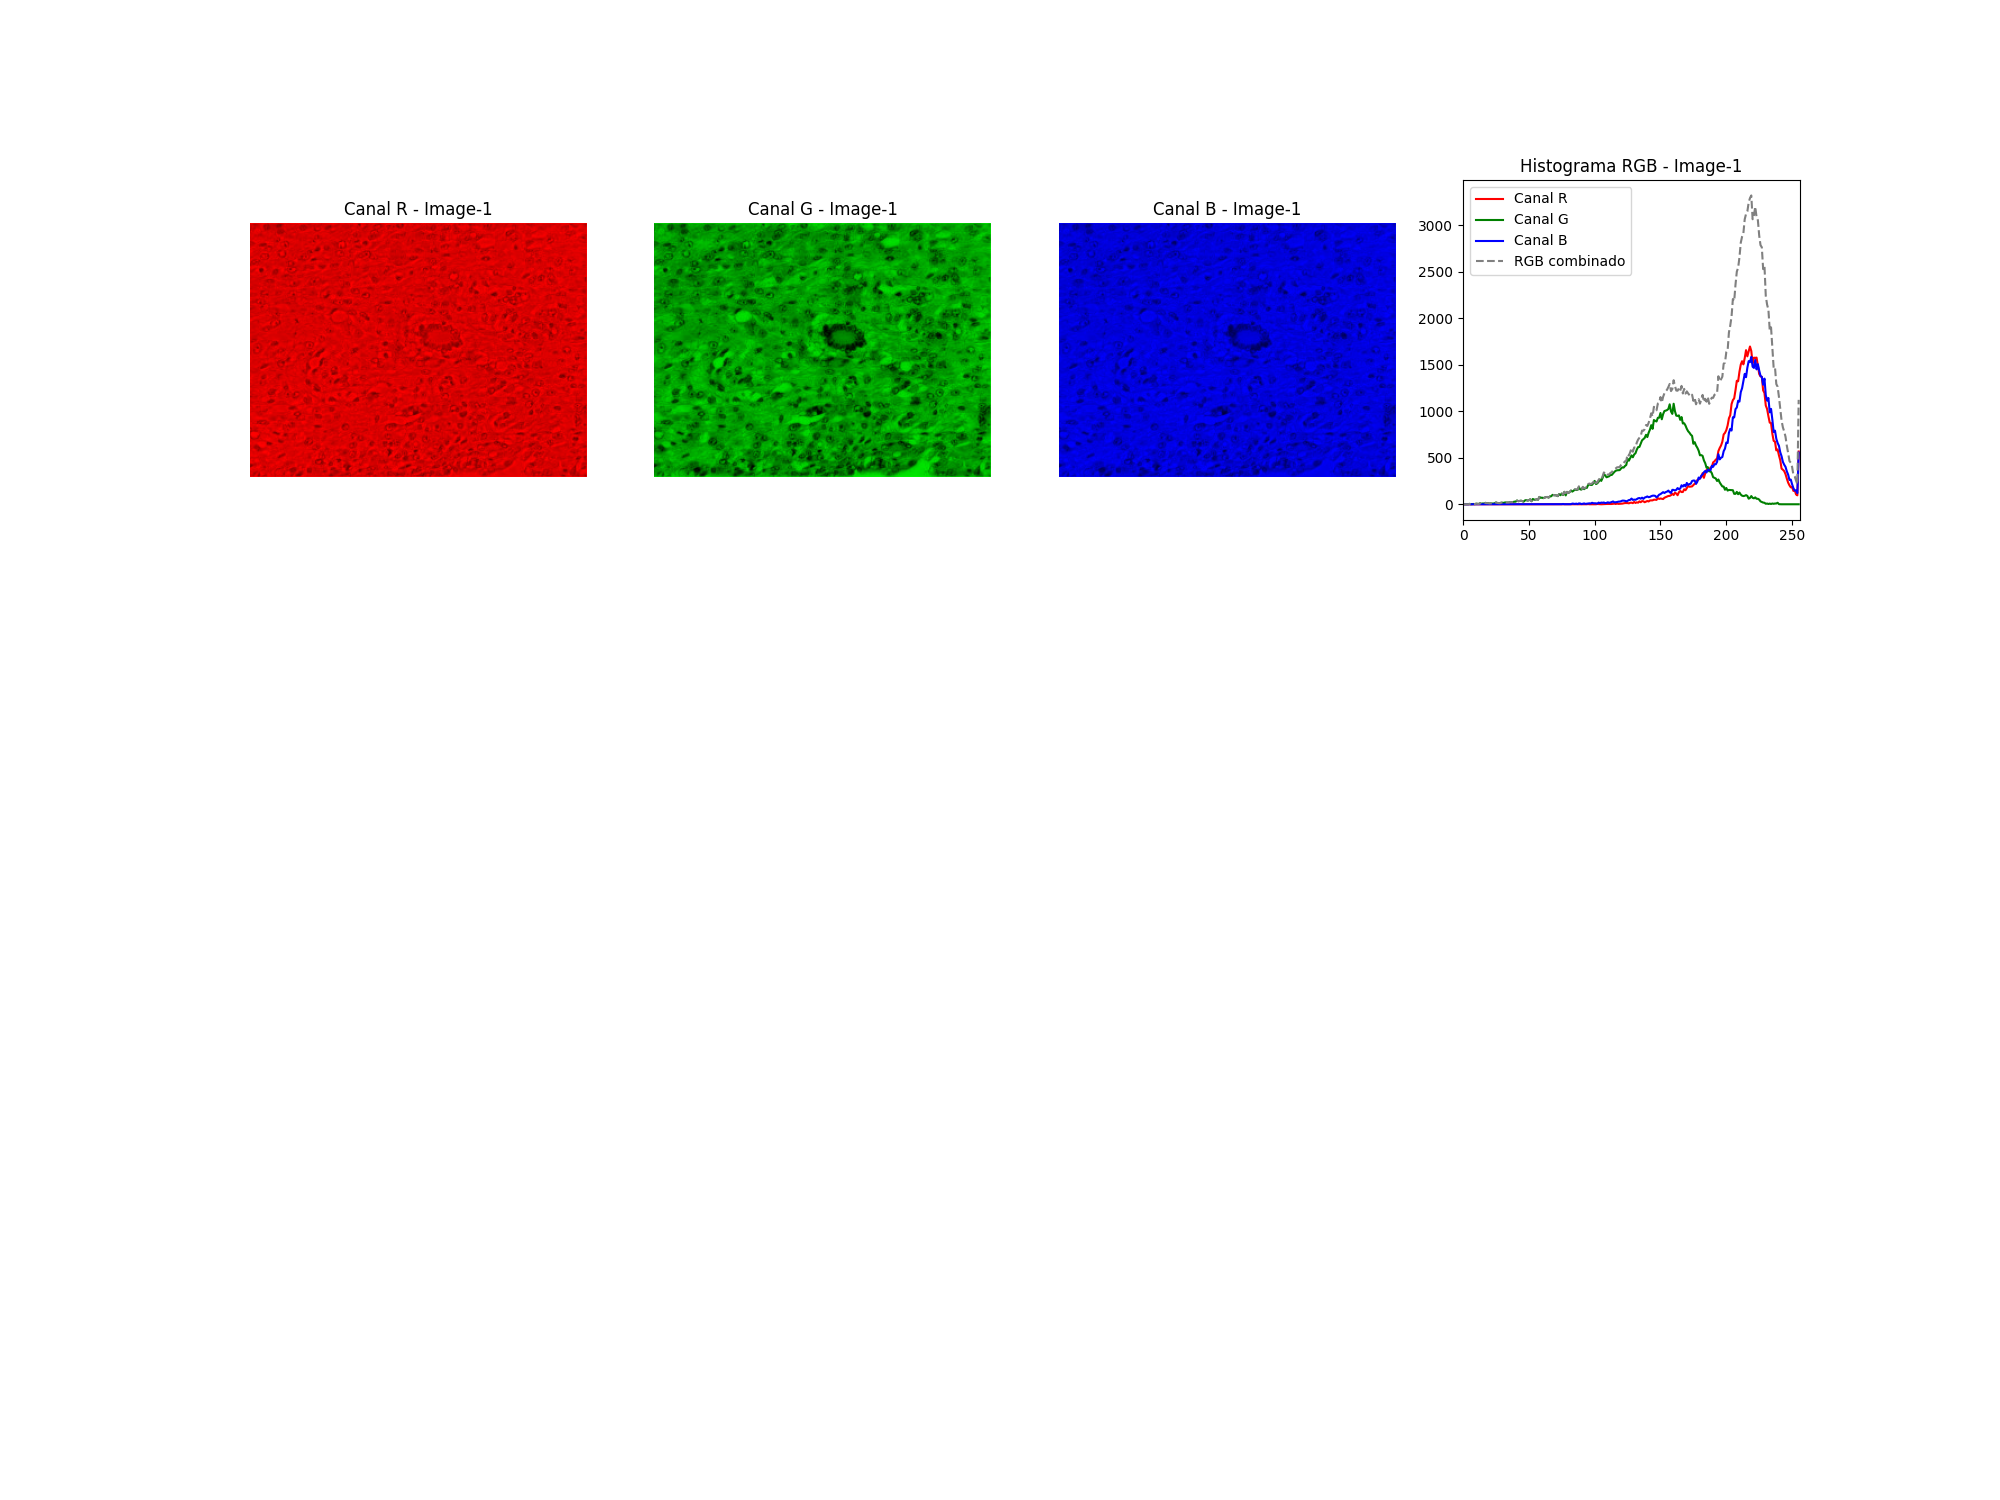 Canal R - Image-1
Canal G - Image-1
Canal B - Image-1
Histograma RGB - Image-1
Canal R
Canal G
Canal B
RGB combinado
3000
2500
2000
1500
1000
500
0
0 50 100 150 200 250